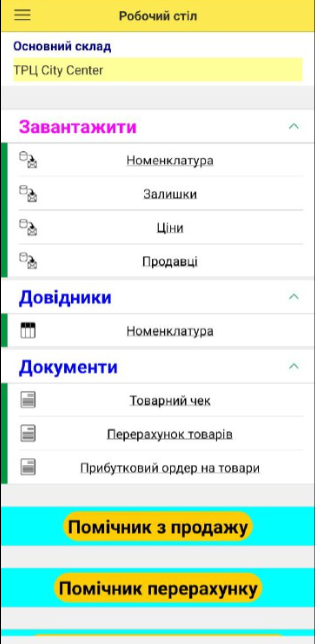 Робочий стіл
Основний склад
ТРЦ City Center
Завантажити
Номенклатура
Залишки
Ціни
Продавці
Довідники
Номенклатура
Документи
Товарний чек
Перерахунок товарів
Прибутковий ордер на товари
Помічник з продажу
Помічник перерахунку